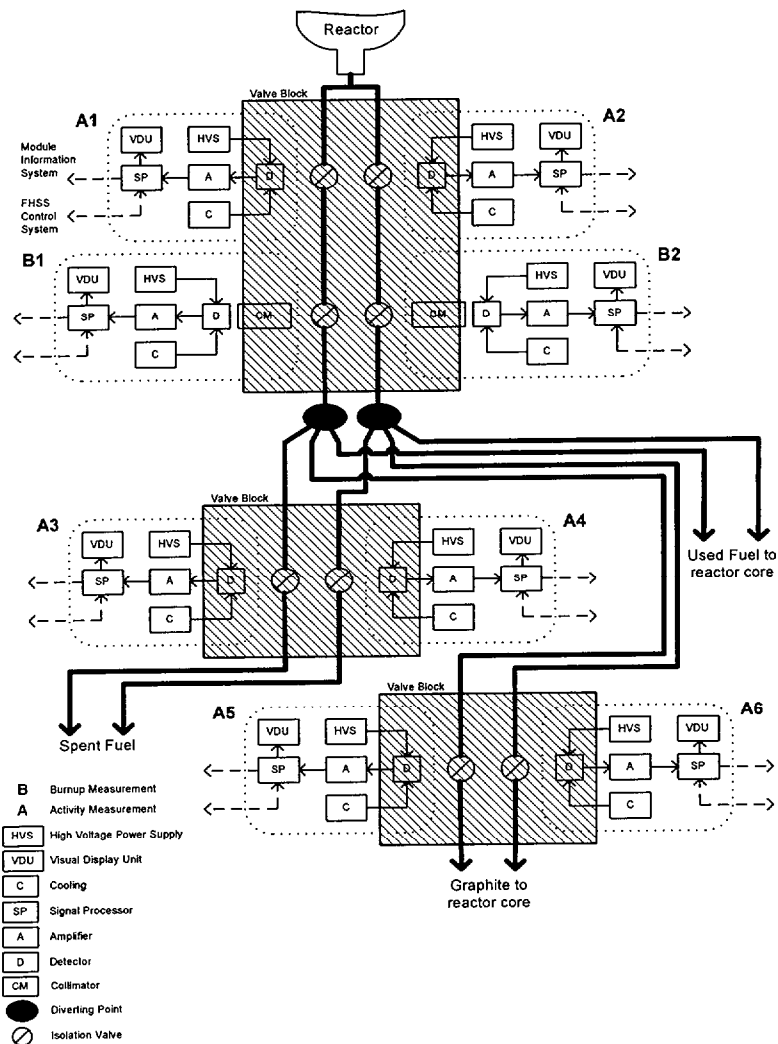 Reactor
Valve Block
A1
A2
VDU
HVS
HVS
VDU
Module
Information
System
SP
A
D
D
A
SP
FHSS
Control
System
C
C
B1
B2
VDU
HVS
HVS
VDU
SP
A
D
CM
CM
D
A
SP
C
C
Valve Block
A3
A4
VDU
HVS
HVS
VDU
Used Fuel to
reactor core
SP
A
D
D
A
SP
C
C
Valve Block
A5
A6
Spent Fuel
VDU
HVS
HVS
VDU
SP
A
D
D
A
SP
C
C
B Burnup Measurement
A Activity Measurement
HVS High Voltage Power Supply
VDU Visual Display Unit
C Cooling
SP Signal Processor
A Amplifier
D Detector
CM Collimator
Diverting Point
Isolation Valve
Graphite to
reactor core